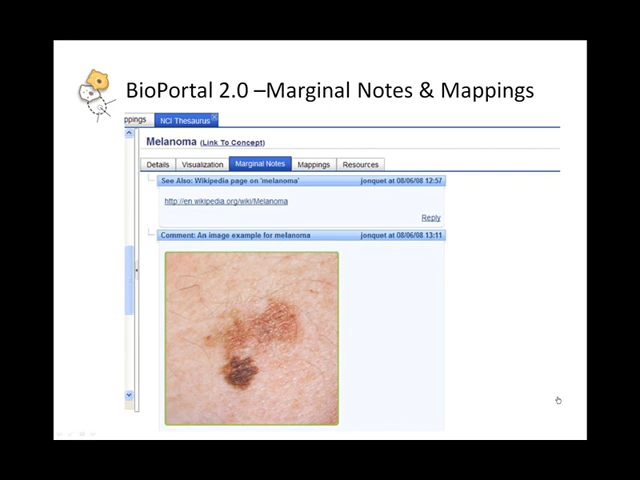 BioPortal 2.0 –Marginal Notes & Mappings
ppings NCI Thesaurus
Melanoma (Link To Concept)
Details Visualization Marginal Notes Mappings Resources
See Also: Wikipedia page on 'melanoma' jonquet at 08/06/08 12:57
http://en.wikipedia.org/wiki/Melanoma
Reply
Comment: An image example for melanoma jonquet at 08/06/08 13:11